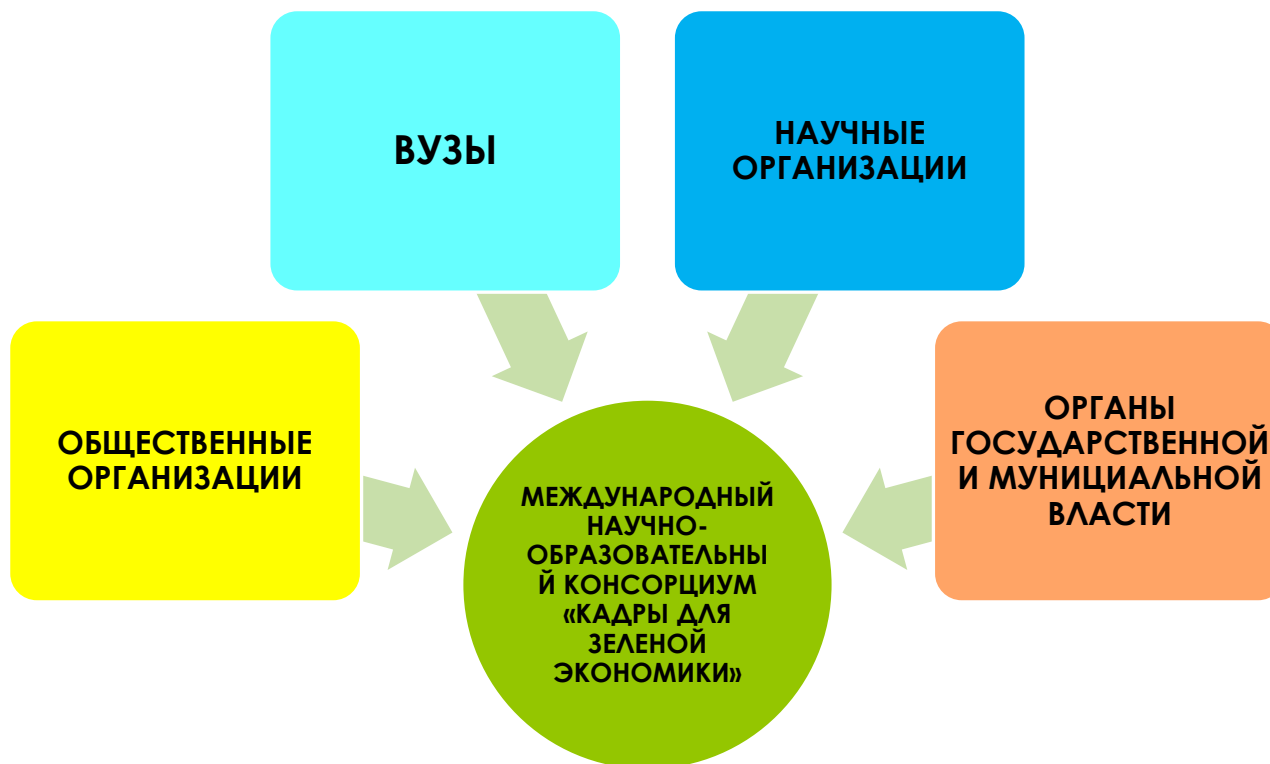 ВУЗЫ
НАУЧНЫЕ
ОРГАНИЗАЦИИ
ОБЩЕСТВЕННЫЕ
ОРГАНИЗАЦИИ
ОРГАНЫ
ГОСУДАРСТВЕННОЙ
И МУНИЦИАЛЬНОЙ
ВЛАСТИ
МЕЖДУНАРОДНЫЙ
НАУЧНО-
ОБРАЗОВАТЕЛЬНЫ
Й КОНСОРЦИУМ
«КАДРЫ ДЛЯ
ЗЕЛЕНОЙ
ЭКОНОМИКИ»